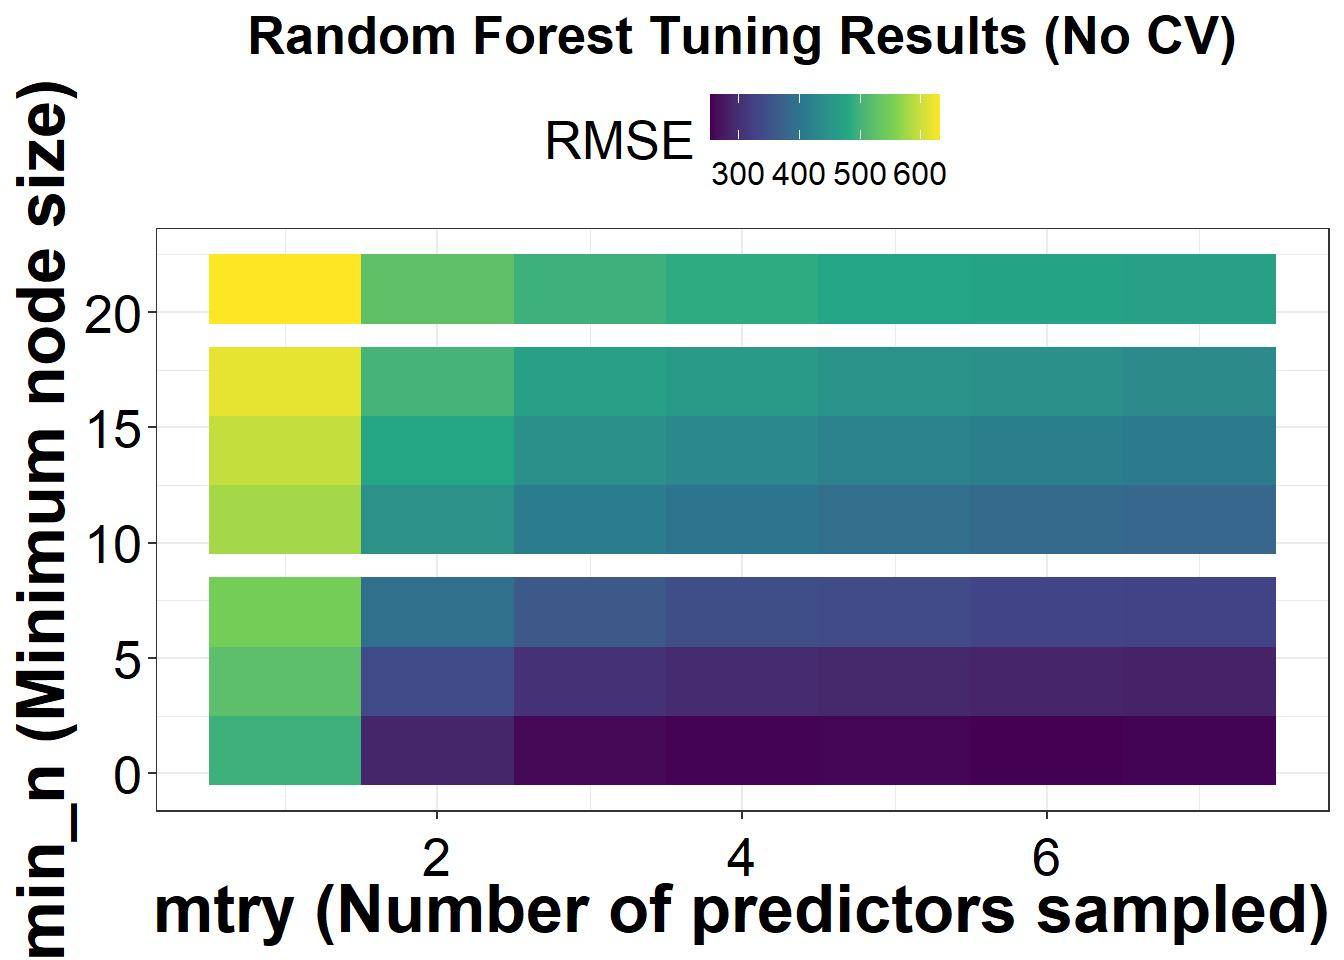 Random Forest Tuning Results (No CV)
RMSE
300 400 500 600
min_n (Minimum node size)
20
15
10
5
0
2 4 6
mtry (Number of predictors sampled)